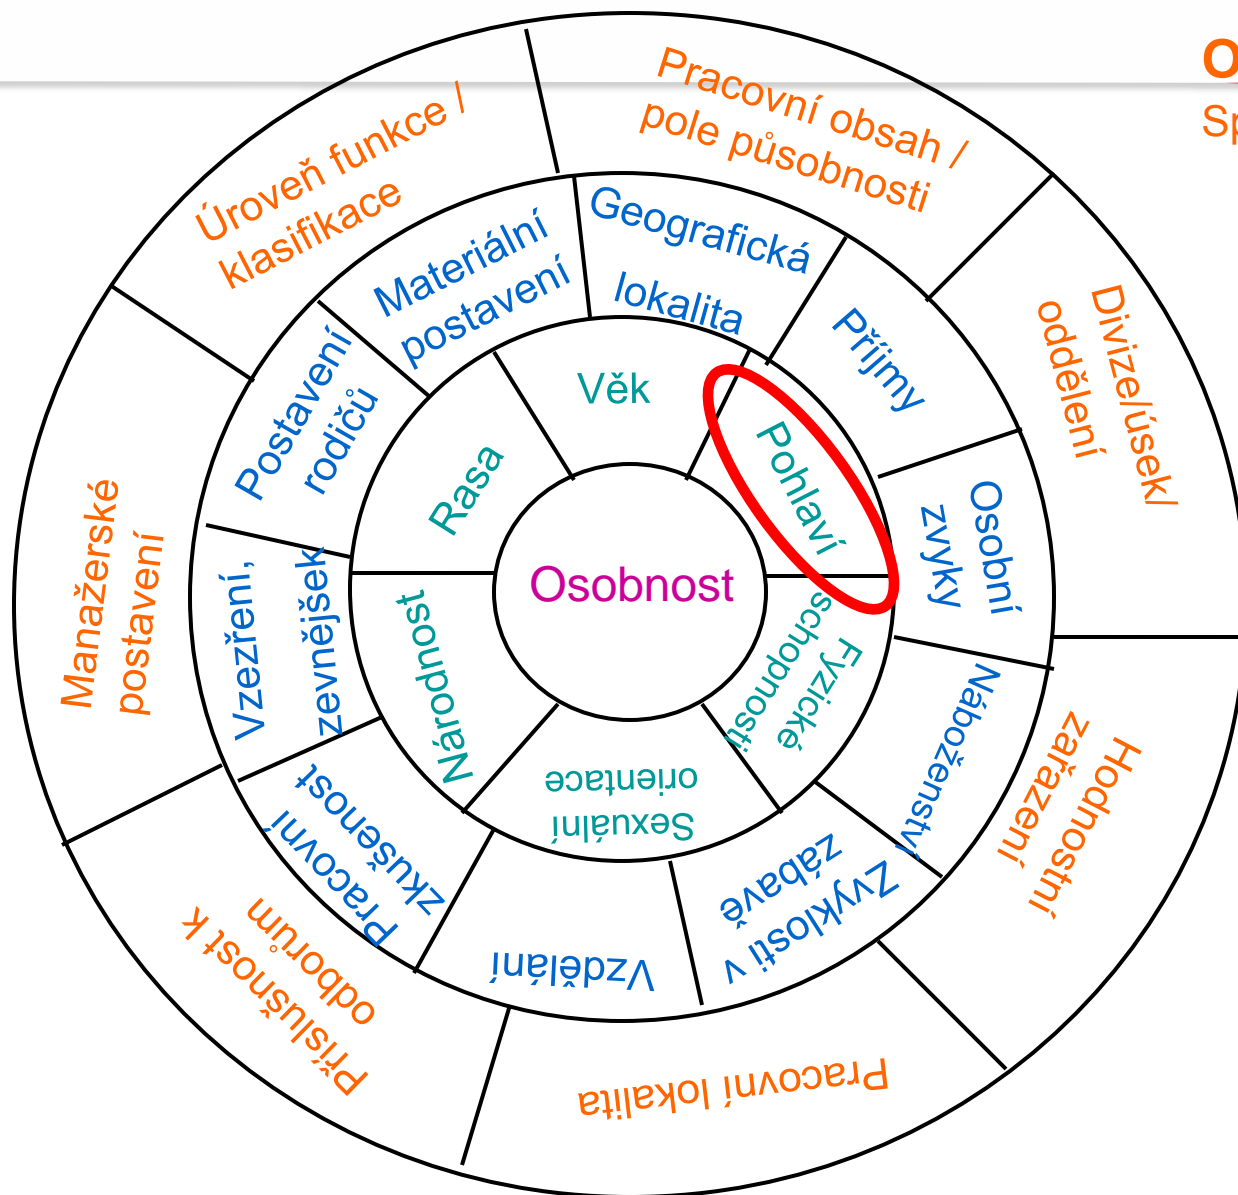 O
Sp
Úroveň funkce /
klasifikace
Pracovní obsah /
pole působnosti
Divize/úsek/
oddělení
Hodnostní
zařazení
Pracovní lokalita
Příslušnost k
odborům
Manažerské
postavení
Materiální
postavení
Geografická
lokalita
Příjmy
Osobní
zvyky
Náboženství
Zvyklosti v
zábavě
Vzdělání
Pracovní
zkušenost
Vzezření,
zevnějšek
Postavení
rodičů
Věk
Pohlaví
Fyzické
schopnosti
Sexuální
orientace
Národnost
Rasa
Osobnost